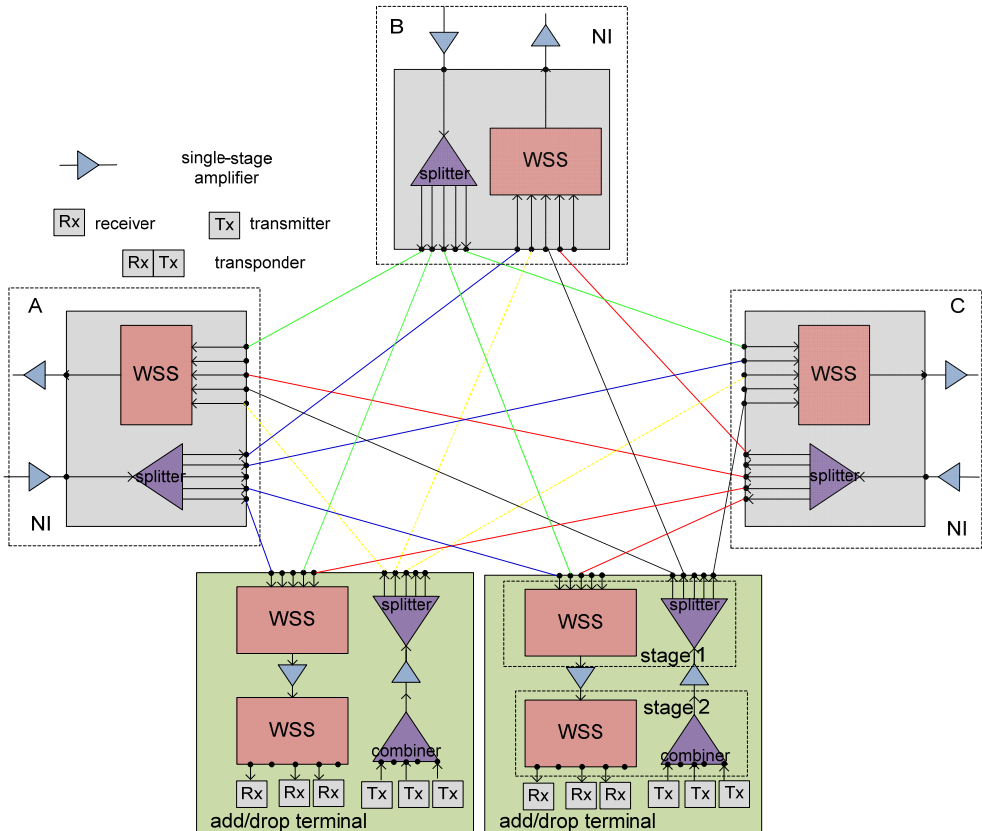 B
NI
WSS
splitter
single-stage
amplifier
Rx receiver
Tx transmitter
Rx Tx transponder
A
WSS
splitter
NI
C
WSS
splitter
NI
WSS
splitter
WSS
combiner
Rx Rx Rx Tx Tx Tx
add/drop terminal
WSS
splitter
stage 1
stage 2
WSS
combiner
Rx Rx Rx Tx Tx Tx
add/drop terminal